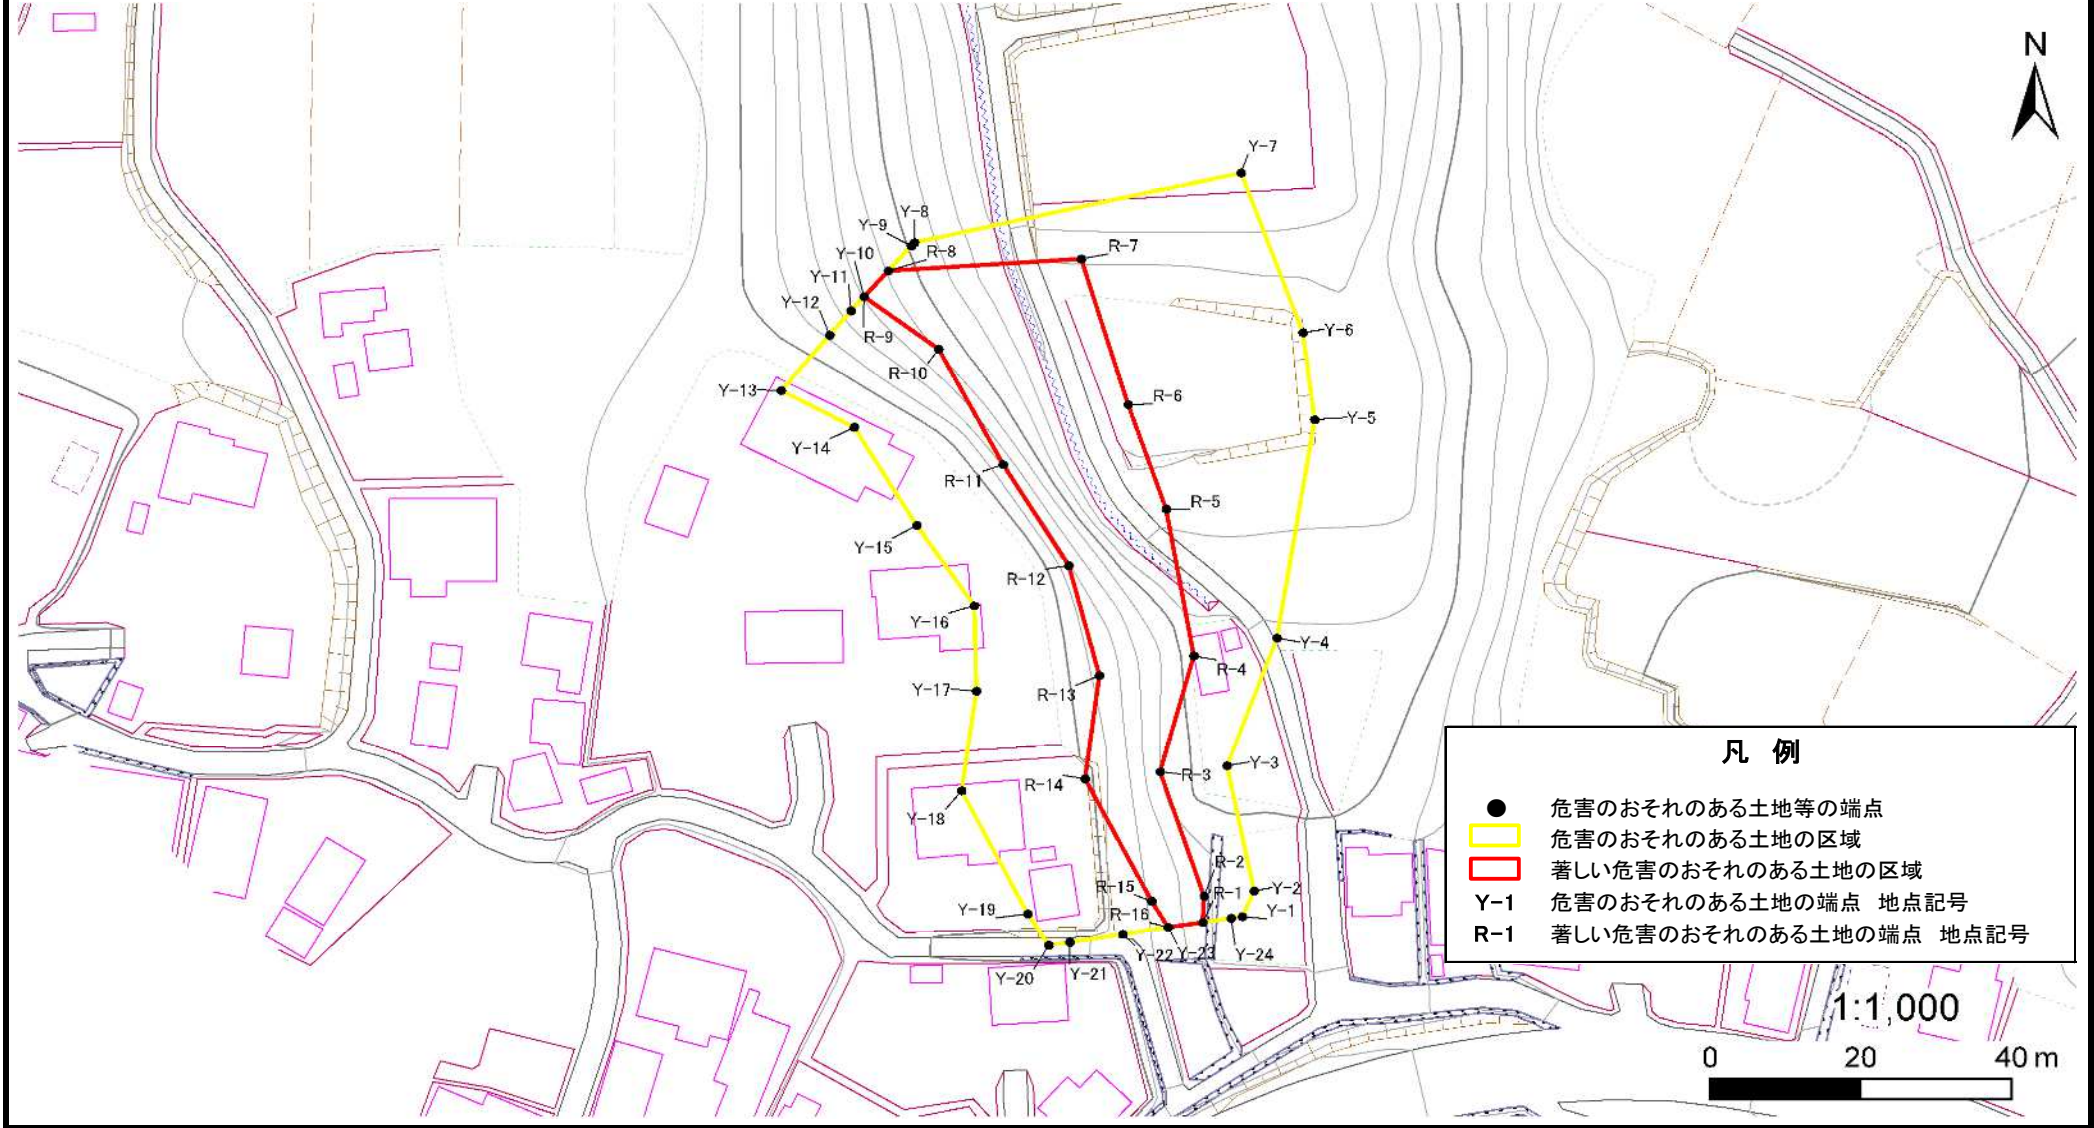 N
Y-7
Y-8
Y-9
R-8
R-7
Y-10
Y-11
Y-12
R-9
Y-6
R-10
Y-13
R-6
Y-5
Y-14
R-11
R-5
Y-15
R-12
Y-16
Y-4
R-4
Y-17
R-13
Y-3
R-3
R-14
Y-18
R-2
R-15
R-1
Y-2
Y-19
R-16
Y-1
Y-20
Y-21
Y-22
Y-23
Y-24
凡 例
危害のおそれのある土地等の端点
危害のおそれのある土地の区域
著しい危害のおそれのある土地の区域
Y-1 危害のおそれのある土地の端点 地点記号
R-1 著しい危害のおそれのある土地の端点 地点記号
1:1,000
0 20 40 m